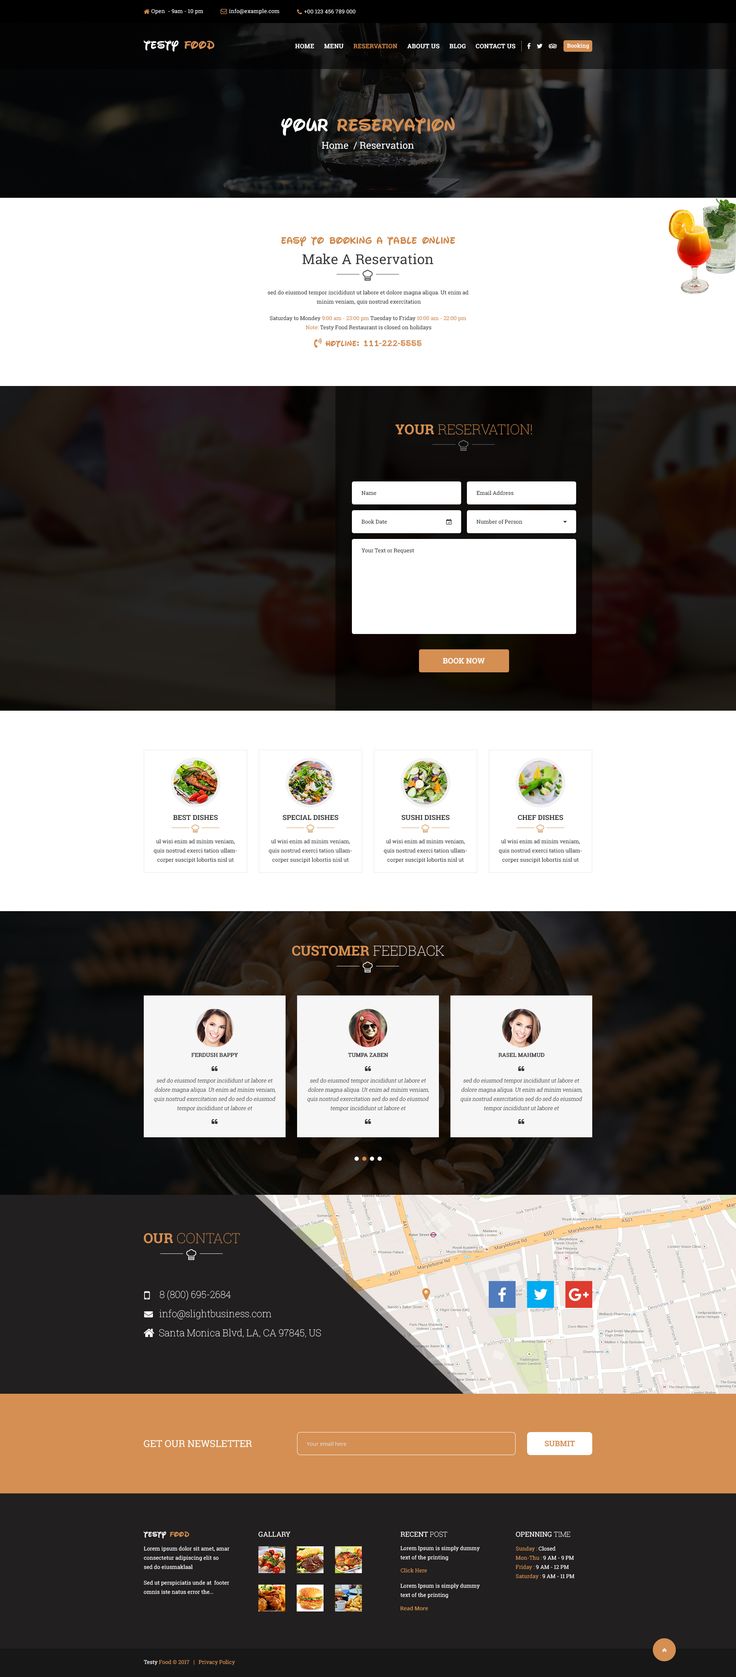 Open - 9am - 10 pm
info@example.com
+00 123 456 789 000
TESTY FOOD
HOME
MENU
RESERVATION
ABOUT US
BLOG
CONTACT US
Booking
YOUR RESERVATION
Home / Reservation
EASY TO BOOKING A TABLE ONLINE
Make A Reservation
sed do eiusmod tempor incididunt ut labore et dolore magna aliqua. Ut enim ad
minim veniam, quis nostrud exercitation
Saturday to Monday 9:00 am - 23:00 pm Tuesday to Friday 10:00 am - 22:00 pm
Note: Testy Food Restaurant is closed on holidays
HOTLINE: 111-222-5555
YOUR RESERVATION!
Name
Email Address
Book Date
Number of Person
Your Text or Request
BOOK NOW
BEST DISHES
ul wisi enim ad minim veniam,
quis nostrud exerci tation ullam-
corper suscipit lobortis nisl ut
SPECIAL DISHES
ul wisi enim ad minim veniam,
quis nostrud exerci tation ullam-
corper suscipit lobortis nisl ut
SUSHI DISHES
ul wisi enim ad minim veniam,
quis nostrud exerci tation ullam-
corper suscipit lobortis nisl ut
CHEF DISHES
ul wisi enim ad minim veniam,
quis nostrud exerci tation ullam-
corper suscipit lobortis nisl ut
CUSTOMER FEEDBACK
FERDUSH BAPPY
sed do eiusmod tempor incididunt ut labore et
dolore magna aliqua. Ut enim ad minim veniam,
quis nostrud exercitation sed do sed do eiusmod
tempor incididunt ut labore et
TUMPA ZABEN
sed do eiusmod tempor incididunt ut labore et
dolore magna aliqua. Ut enim ad minim veniam,
quis nostrud exercitation sed do sed do eiusmod
tempor incididunt ut labore et
RASEL MAHMUD
sed do eiusmod tempor incididunt ut labore et
dolore magna aliqua. Ut enim ad minim veniam,
quis nostrud exercitation sed do sed do eiusmod
tempor incididunt ut labore et
OUR CONTACT
8 (800) 695-2684
info@slightbusiness.com
Santa Monica Blvd, LA, CA 97845, US
A501
Marylebone Rd
Marylebone Rd
Baker Street
A501
GET OUR NEWSLETTER
Your email here
SUBMIT
TESTY FOOD
Lorem ipsum dolor sit amet, amar
consectetur adipiscing elit so
sed do eiusmaklaal
Sed ut perspiciatis unde at footer
omnis iste natus error the...
GALLARY
RECENT POST
Lorem Ipsum is simply dummy
text of the printing
Click Here
Lorem Ipsum is simply dummy
text of the printing
Read More
OPENNING TIME
Sunday : Closed
Mon-Thu : 9 AM - 9 PM
Friday : 9 AM - 12 PM
Saturday : 9 AM - 11 PM
Testy Food © 2017 | Privacy Policy